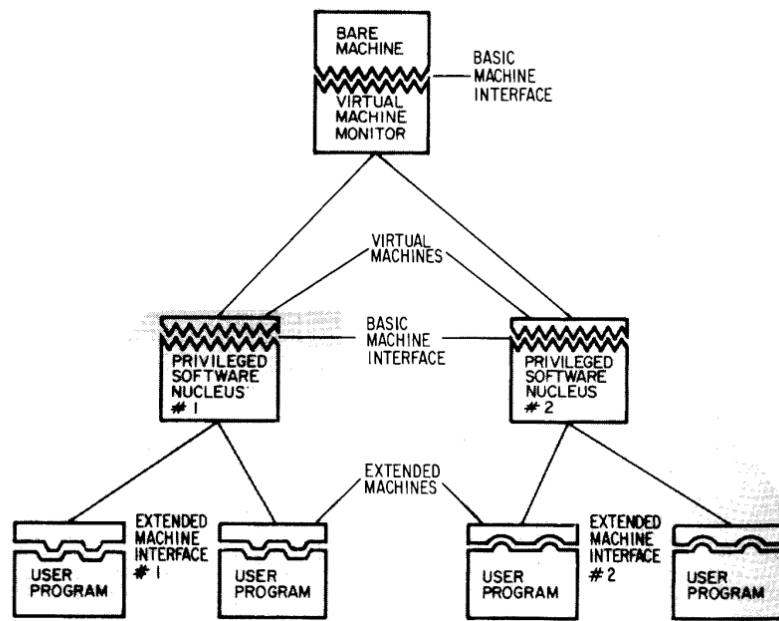 BARE
MACHINE
BASIC
MACHINE
INTERFACE
VIRTUAL
MACHINE
MONITOR
VIRTUAL
MACHINES
BASIC
MACHINE
INTERFACE
PRIVILEGED
SOFTWARE
NUCLEUS
# 1
PRIVILEGED
SOFTWARE
NUCLEUS
# 2
EXTENDED
MACHINES
EXTENDED
MACHINE
INTERFACE
# 1
EXTENDED
MACHINE
INTERFACE
# 2
USER
PROGRAM
USER
PROGRAM
USER
PROGRAM
USER
PROGRAM